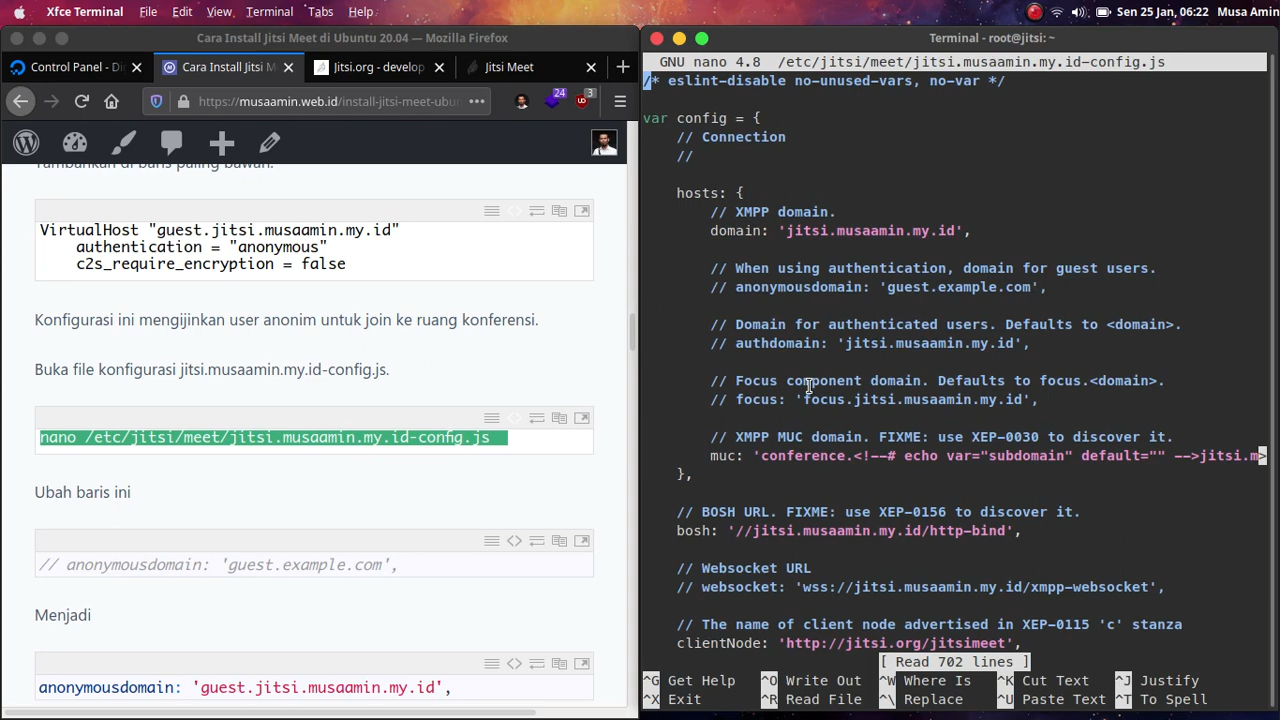 Xfce Terminal File Edit View Terminal Tabs Help
Sen 25 Jan, 06:22 Musa Amin
Cara Install Jitsi Meet di Ubuntu 20.04 — Mozilla Firefox
Control Panel - Di
Cara Install Jitsi M
Jitsi.org - develop
Jitsi Meet
https://musaamin.web.id/install-jitsi-meet-ubu
24
3
Tambahkan di baris paling bawah.
VirtualHost "guest.jitsi.musaamin.my.id"
authentication = "anonymous"
c2s_require_encryption = false
Konfigurasi ini mengijinkan user anonim untuk join ke ruang konferensi.
Buka file konfigurasi jitsi.musaamin.my.id-config.js.
nano /etc/jitsi/meet/jitsi.musaamin.my.id-config.js
Ubah baris ini
// anonymousdomain: 'guest.example.com',
Menjadi
anonymousdomain: 'guest.jitsi.musaamin.my.id',
Terminal - root@jitsi: ~
GNU nano 4.8 /etc/jitsi/meet/jitsi.musaamin.my.id-config.js
/* eslint-disable no-unused-vars, no-var */
var config = {
// Connection
//
hosts: {
// XMPP domain.
domain: 'jitsi.musaamin.my.id',
// When using authentication, domain for guest users.
// anonymousdomain: 'guest.example.com',
// Domain for authenticated users. Defaults to <domain>.
// authdomain: 'jitsi.musaamin.my.id',
// Focus component domain. Defaults to focus.<domain>.
// focus: 'focus.jitsi.musaamin.my.id',
// XMPP MUC domain. FIXME: use XEP-0030 to discover it.
muc: 'conference.<!--# echo var="subdomain" default="" -->jitsi.m>
},
// BOSH URL. FIXME: use XEP-0156 to discover it.
bosh: '//jitsi.musaamin.my.id/http-bind',
// Websocket URL
// websocket: 'wss://jitsi.musaamin.my.id/xmpp-websocket',
// The name of client node advertised in XEP-0115 'c' stanza
clientNode: 'http://jitsi.org/jitsimeet',
[ Read 702 lines ]
^G Get Help ^O Write Out ^W Where Is ^K Cut Text ^J Justify
^X Exit ^R Read File ^\ Replace ^U Paste Text ^T To Spell